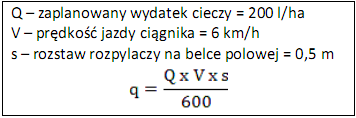 Q – zaplanowany wydatek cieczy = 200 l/ha
V – prędkość jazdy ciągnika = 6 km/h
s – rozstaw rozpylaczy na belce polowej = 0,5 m
q = Q x V x s / 600